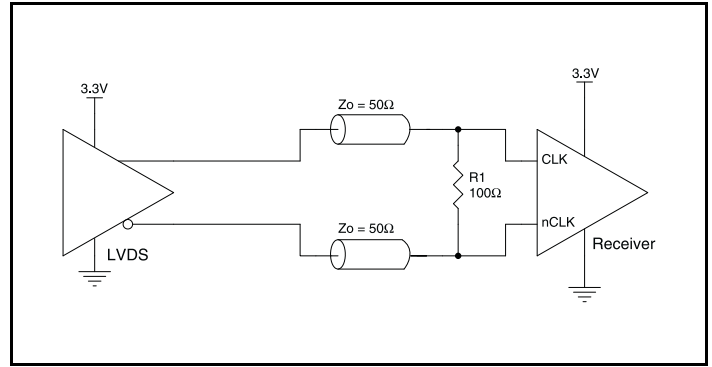 3.3V
3.3V
Zo = 50Ω
CLK
R1
100Ω
nCLK
Zo = 50Ω
Receiver
LVDS